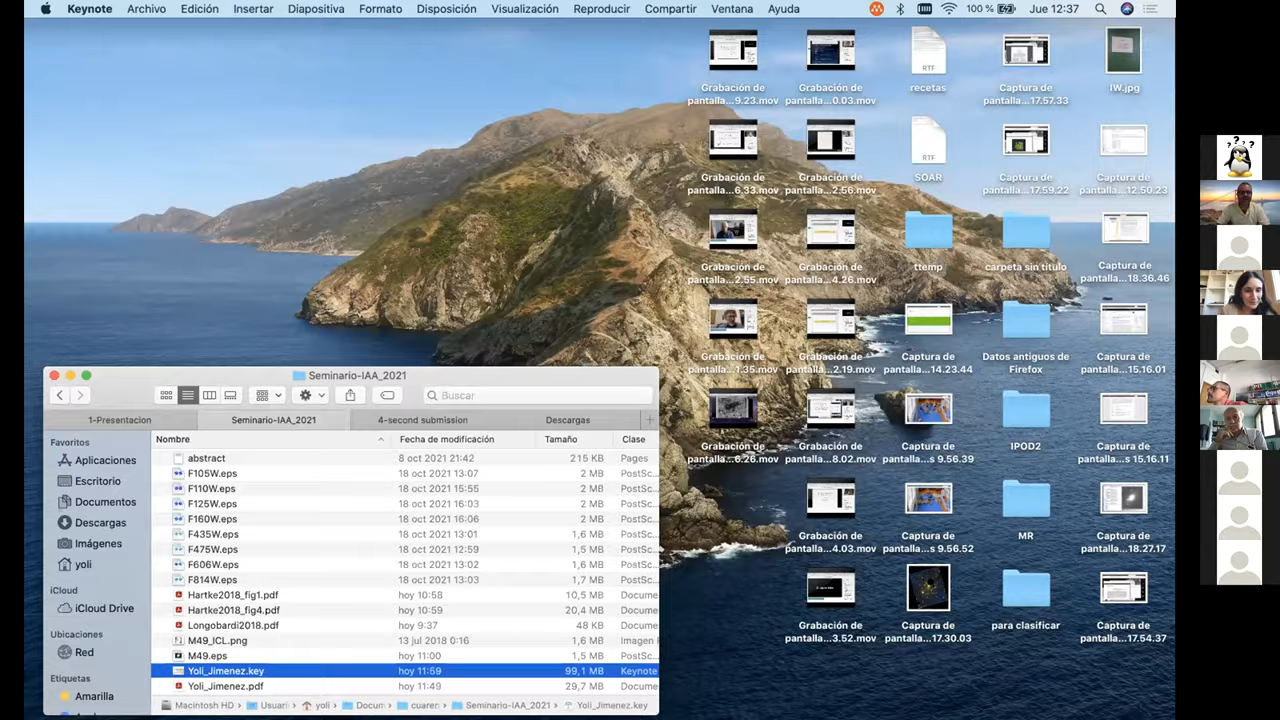 Keynote Archivo Edición Insertar Diapositiva Formato Disposición Visualización Reproducir Compartir Ventana Ayuda 100 % Jue 12:37
Grabación de pantalla...9.23.mov
Grabación de pantalla...0.03.mov
recetas
Captura de pantalla...17.57.33
IW.jpg
Grabación de pantalla...6.33.mov
Grabación de pantalla...2.56.mov
SOAR
Captura de pantalla...17.59.22
Captura de pantalla...12.50.23
Grabación de pantalla...2.55.mov
Grabación de pantalla...4.26.mov
ttemp
carpeta sin título
Captura de pantalla...18.36.46
Grabación de pantalla...1.35.mov
Grabación de pantalla...2.19.mov
Captura de pantalla...14.23.44
Datos antiguos de Firefox
Captura de pantalla...15.16.01
Grabación de pantalla...6.26.mov
Grabación de pantalla...8.02.mov
Captura de pantalla...s 9.56.39
IPOD2
Captura de pantalla...s 15.16.11
Grabación de pantalla...4.03.mov
Captura de pantalla...s 9.56.52
MR
Captura de pantalla...18.27.17
Grabación de pantalla...3.52.mov
Captura de pantalla...17.30.03
para clasificar
Captura de pantalla...17.54.37
RTF
RTF
Seminario-IAA_2021
Buscar
1-Presentacion Seminario-IAA_2021 4-second submission Descargas
Favoritos
Aplicaciones
Escritorio
Documentos
Descargas
Imágenes
yoli
iCloud
iCloud Drive
Ubicaciones
Red
Etiquetas
Amarilla
Nombre Fecha de modificación Tamaño Clase
abstract 8 oct 2021 21:42 215 KB Pages
F105W.eps 18 oct 2021 13:07 2 MB PostSc...
F110W.eps 18 oct 2021 15:55 2 MB PostSc...
F125W.eps 18 oct 2021 16:03 2 MB PostSc...
F160W.eps 18 oct 2021 16:06 2 MB PostSc...
F435W.eps 18 oct 2021 13:01 1,6 MB PostSc...
F475W.eps 18 oct 2021 12:59 1,5 MB PostSc...
F606W.eps 18 oct 2021 13:02 1,6 MB PostSc...
F814W.eps 18 oct 2021 13:03 1,7 MB PostSc...
Hartke2018_fig1.pdf hoy 10:58 10,5 MB Docume
Hartke2018_fig4.pdf hoy 10:59 20,4 MB Docume
Longobardi2018.pdf hoy 9:37 48 KB Docume
M49_ICL.png 13 jul 2018 0:16 1,6 MB Imagen
M49.eps hoy 11:00 1,5 MB PostSc...
Yoli_Jimenez.key hoy 11:59 99,1 MB Keynote
Yoli_Jimenez.pdf hoy 11:49 29,7 MB Docume
Macintosh HD › Usuari › yoli › Docum › cuaren › Seminario-IAA_2021 › Yoli_Jimenez.key
? ? ? ?